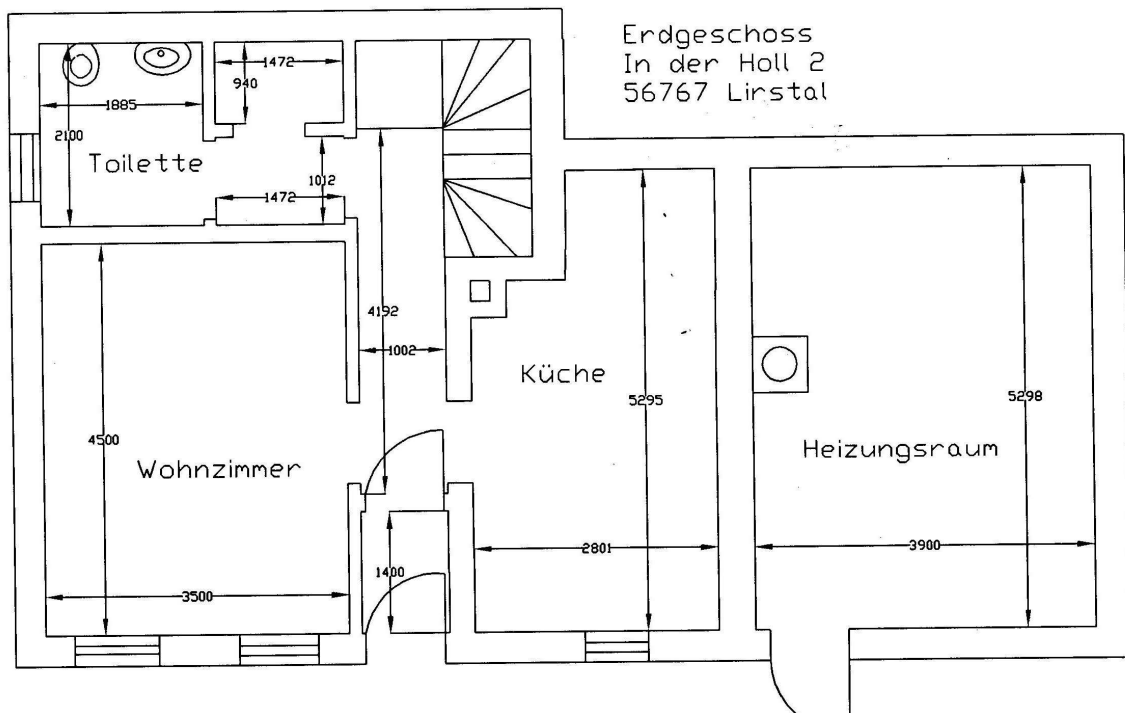 Erdgeschoss
In der Holl 2
56767 Lirstal
1472
940
1885
2100
Toilette
1012
1472
4192
1002
Küche
5295
5298
4500
Wohnzimmer
Heizungsraum
2801
3900
1400
3500